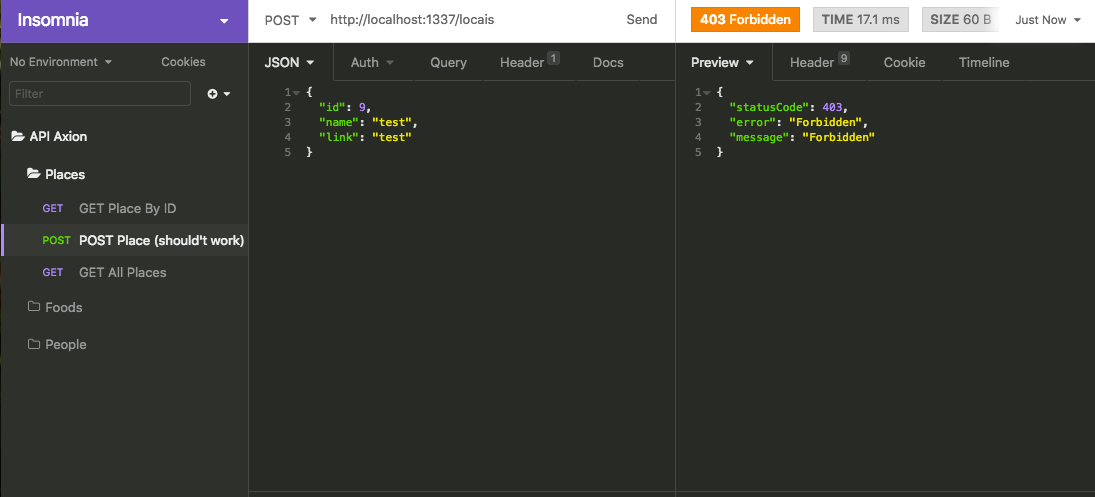 Insomnia
POST http://localhost:1337/locais Send
403 Forbidden TIME 17.1 ms SIZE 60 B Just Now
No Environment Cookies
JSON Auth Query Header 1 Docs
Preview Header 9 Cookie Timeline
Filter
API Axion
Places
GET GET Place By ID
POST POST Place (should't work)
GET GET All Places
Foods
People
1 {
2 "id": 9,
3 "name": "test",
4 "link": "test"
5 }
1 {
2 "statusCode": 403,
3 "error": "Forbidden",
4 "message": "Forbidden"
5 }